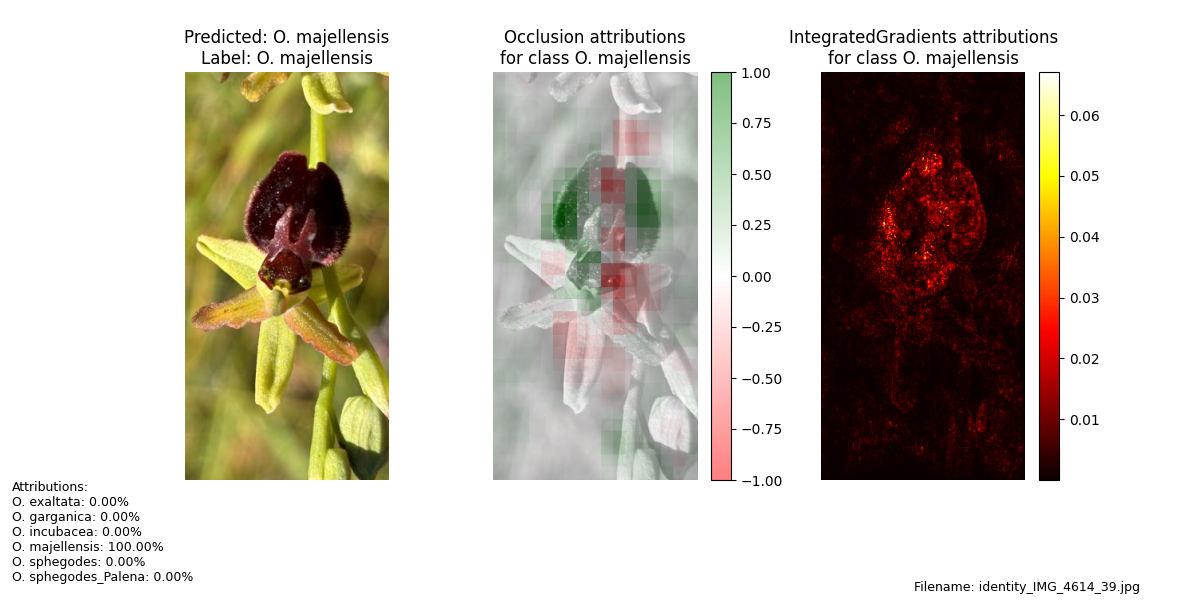 Predicted: O. majellensis
Label: O. majellensis
Occlusion attributions
for class O. majellensis
IntegratedGradients attributions
for class O. majellensis
1.00
0.75
0.50
0.25
0.00
−0.25
−0.50
−0.75
−1.00
0.06
0.05
0.04
0.03
0.02
0.01
Attributions:
O. exaltata: 0.00%
O. garganica: 0.00%
O. incubacea: 0.00%
O. majellensis: 100.00%
O. sphegodes: 0.00%
O. sphegodes_Palena: 0.00%
Filename: identity_IMG_4614_39.jpg